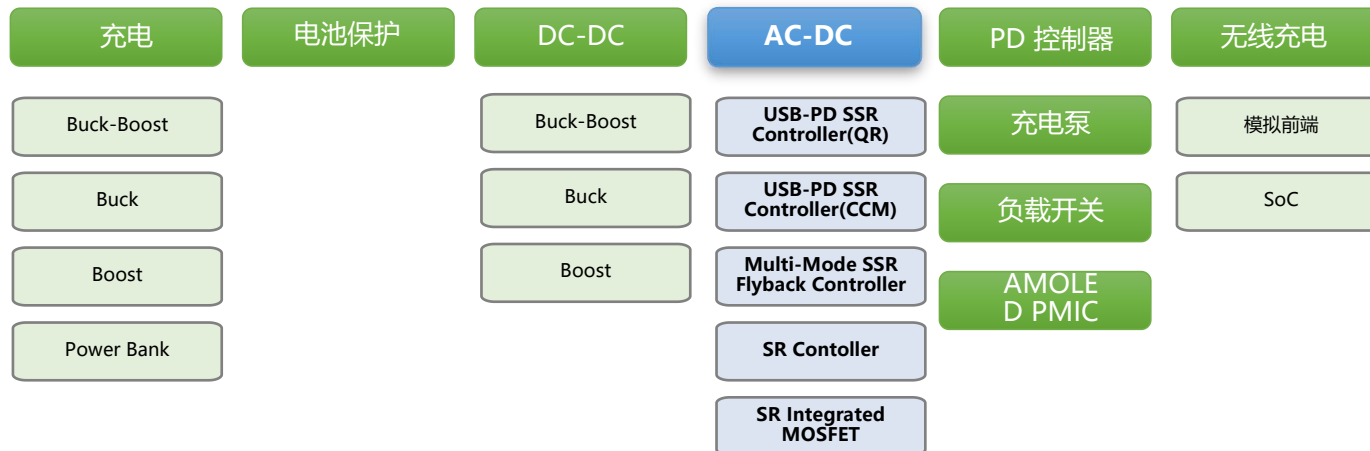 充电
电池保护
DC-DC
AC-DC
PD 控制器
无线充电
Buck-Boost
Buck
Boost
Power Bank
Buck-Boost
Buck
Boost
USB-PD SSR
Controller(QR)
USB-PD SSR
Controller(CCM)
Multi-Mode SSR
Flyback Controller
SR Contoller
SR Integrated
MOSFET
充电泵
负载开关
AMOLE
D PMIC
模拟前端
SoC